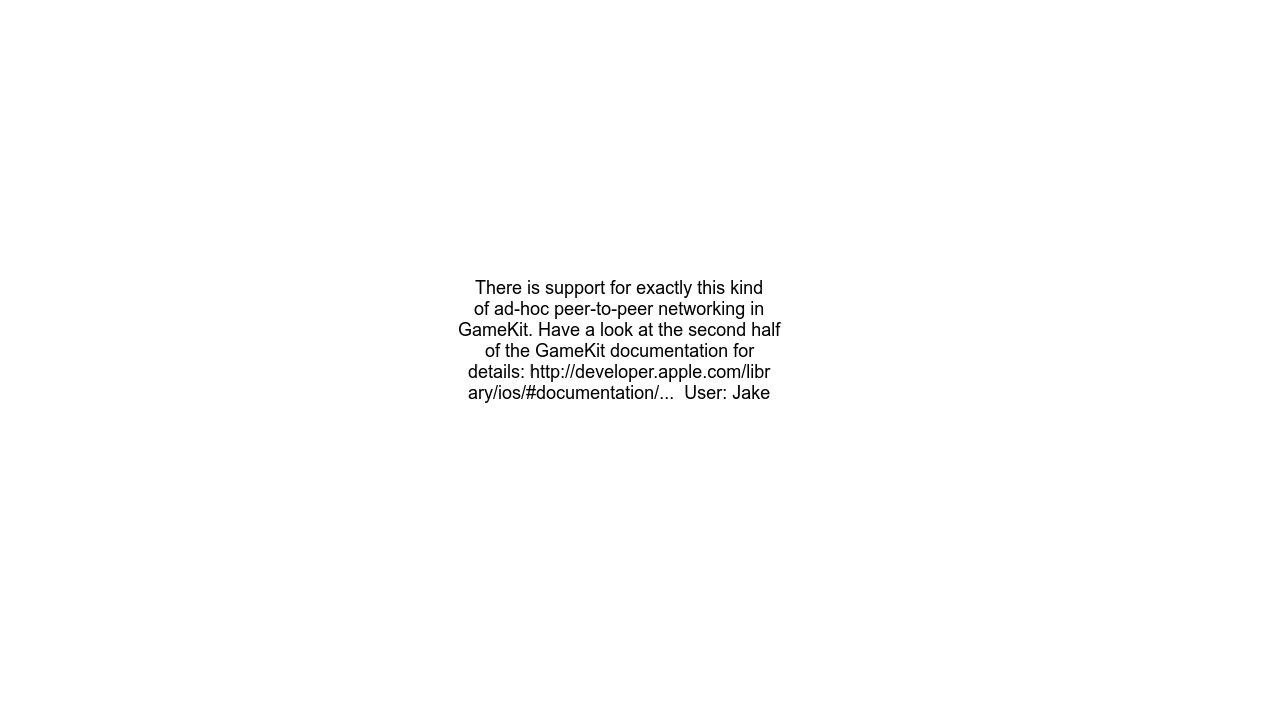 There is support for exactly this kind
of ad-hoc peer-to-peer networking in
GameKit. Have a look at the second half
of the GameKit documentation for
details: http://developer.apple.com/libr
ary/ios/#documentation/...  User: Jake